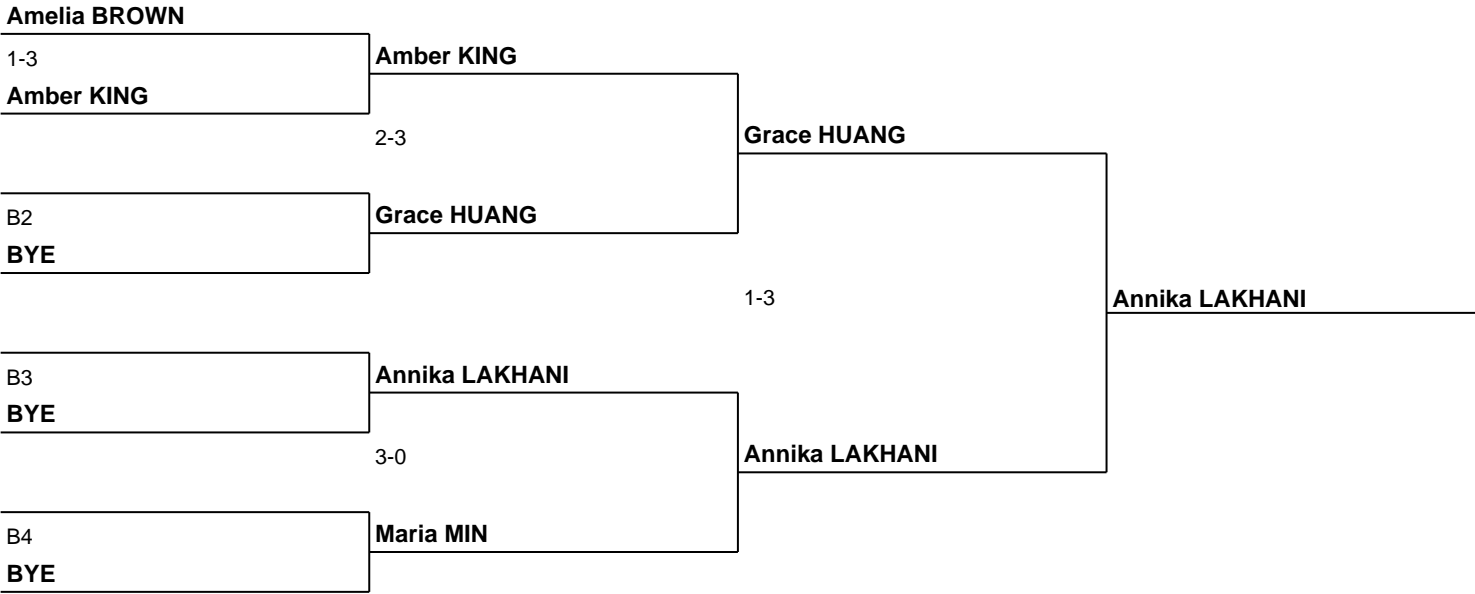 Amelia BROWN
1-3
Amber KING
Amber KING
2-3
Grace HUANG
B2
Grace HUANG
BYE
1-3
Annika LAKHANI
B3
Annika LAKHANI
BYE
3-0
Annika LAKHANI
B4
Maria MIN
BYE